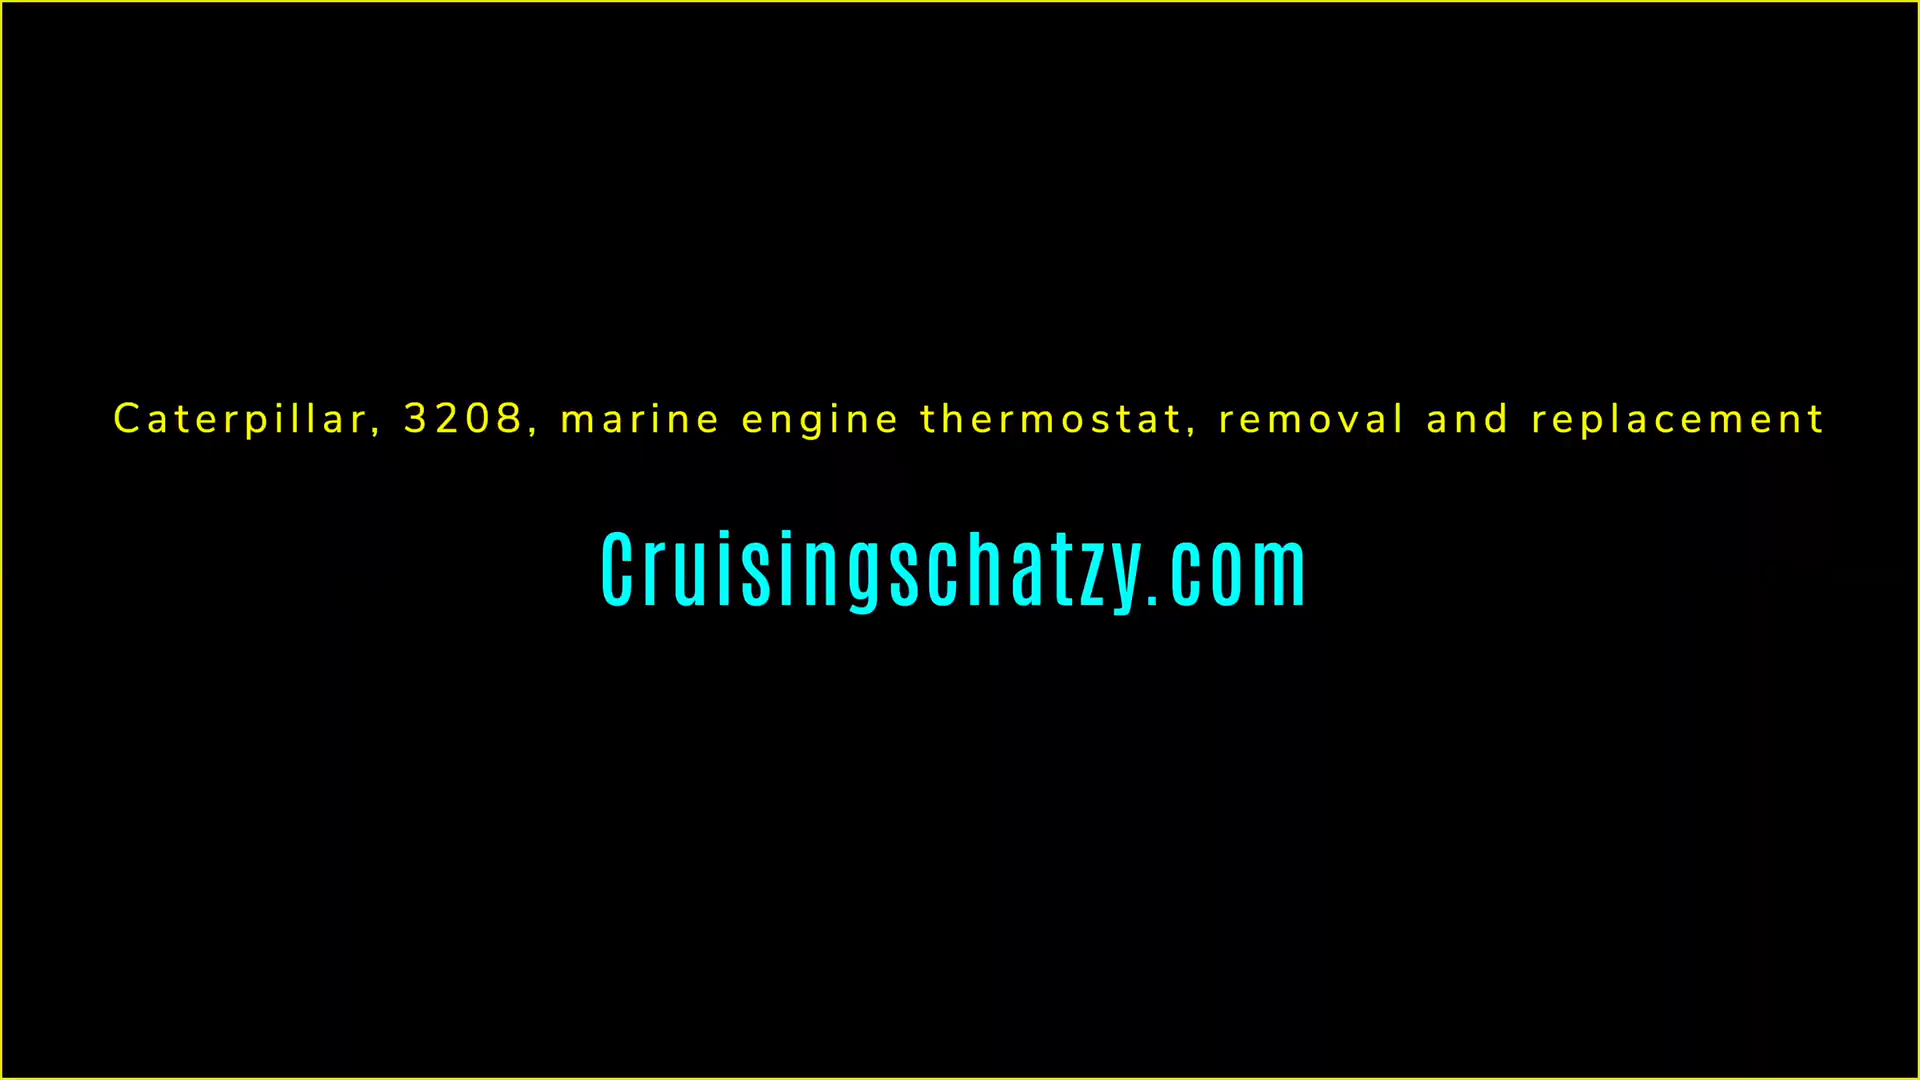 Caterpillar, 3208, marine engine thermostat, removal and replacement
Cruisingschatzy.com